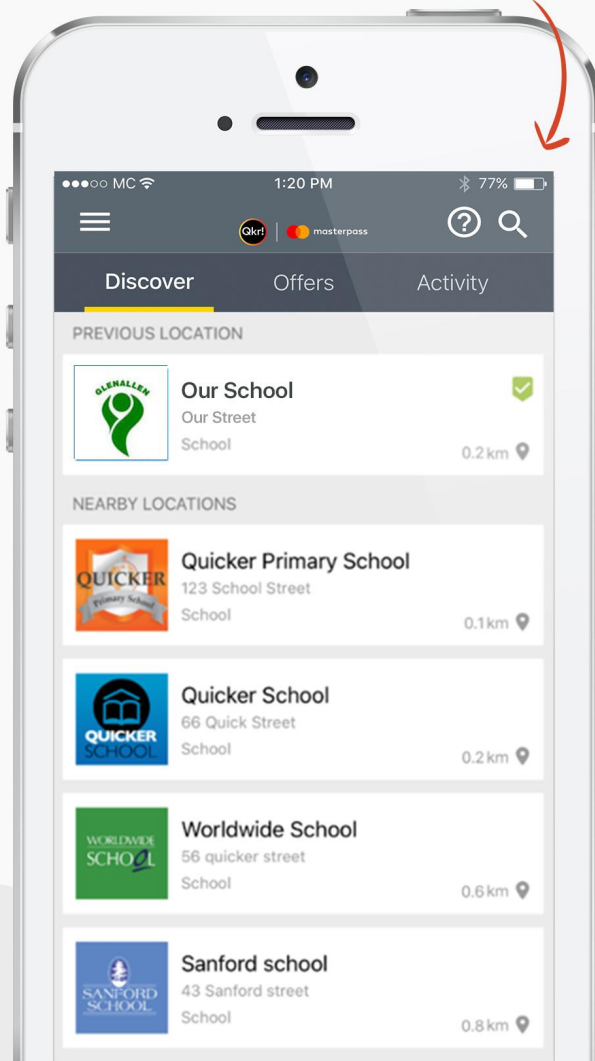 MC 1:20 PM 77%
Qkr! masterpass
Discover Offers Activity
PREVIOUS LOCATION
GLENALLEN
Our School
Our Street
School
0.2 km
NEARBY LOCATIONS
QUICKER
Primary School
Quicker Primary School
123 School Street
School
0.1 km
QUICKER
SCHOOL
Quicker School
66 Quick Street
School
0.2 km
WORLDWIDE
SCHOOL
Worldwide School
56 quicker street
School
0.6 km
SANFORD
SCHOOL
Sanford school
43 Sanford street
School
0.8 km